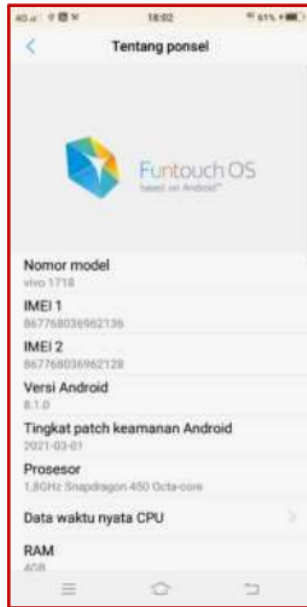 4G
18:02
61%
Tentang ponsel
Funtouch OS
based on Android™
Nomor model
vivo 1718
IMEI 1
867768036962136
IMEI 2
867768036962128
Versi Android
8.1.0
Tingkat patch keamanan Android
2021-03-01
Prosesor
1,8GHz Snapdragon 450 Octa-core
Data waktu nyata CPU
RAM
4GB